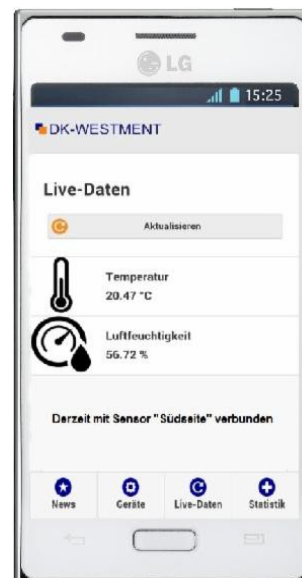 LG
15:25
DK-WESTMENT
Live-Daten
Aktualisieren
Temperatur
20.47 °C
Luftfeuchtigkeit
56.72 %
Derzeit mit Sensor "Südseite" verbunden
News Geräte Live-Daten Statistik